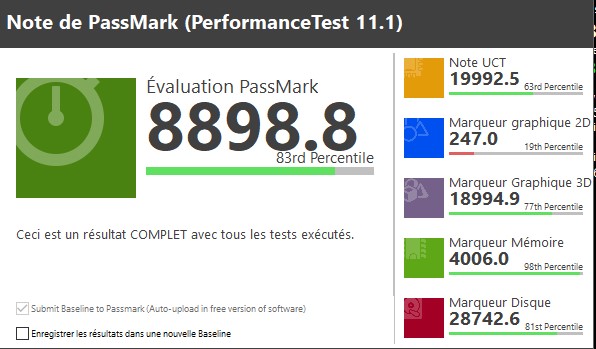 Note de PassMark (PerformanceTest 11.1)
Évaluation PassMark
8898.8
83rd Percentile
Ceci est un résultat COMPLET avec tous les tests exécutés.
Submit Baseline to Passmark (Auto-upload in free version of software)
Enregistrer les résultats dans une nouvelle Baseline
Note UCT
19992.5
63rd Percentile
Marqueur graphique 2D
247.0
19th Percentile
Marqueur Graphique 3D
18994.9
77th Percentile
Marqueur Mémoire
4006.0
98th Percentile
Marqueur Disque
28742.6
81st Percentile